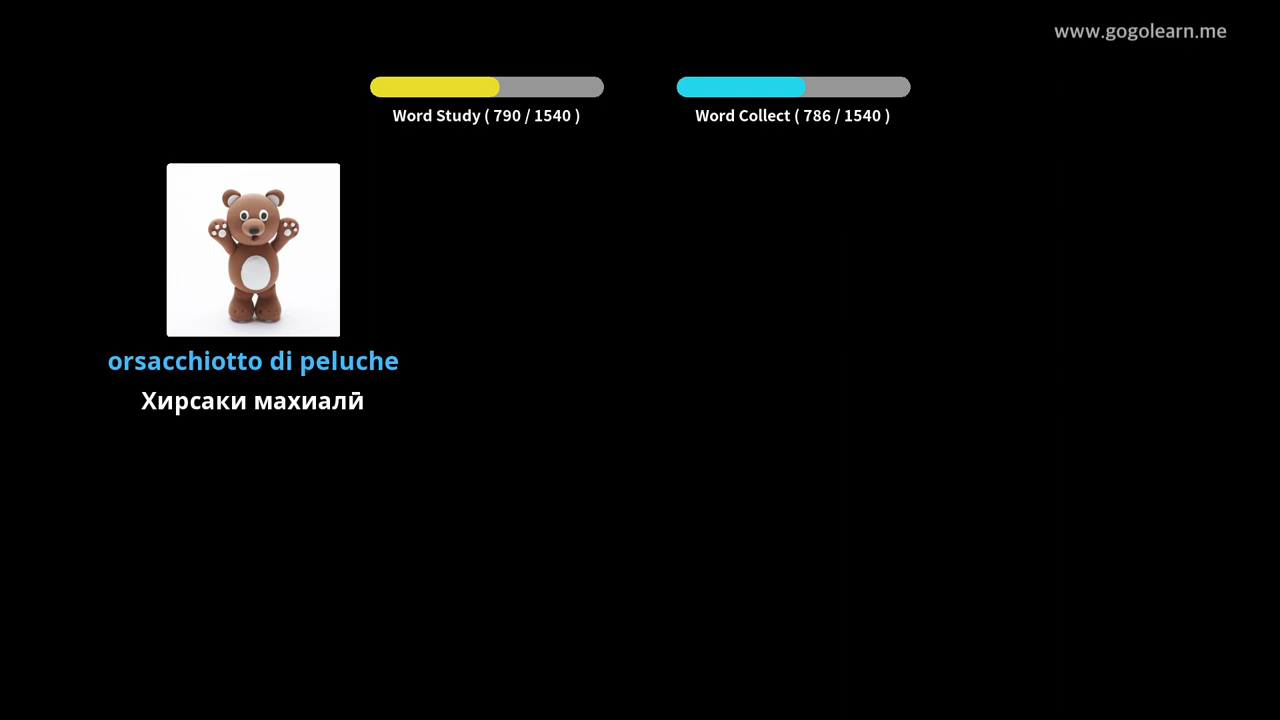 www.gogolearn.me
Word Study ( 790 / 1540 )
Word Collect ( 786 / 1540 )
orsacchiotto di peluche
Хирсаки махиалӣ